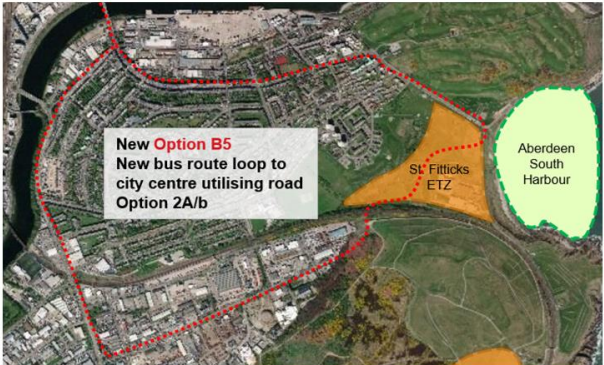 New Option B5
New bus route loop to
city centre utilising road
Option 2A/b
St. Fitticks
ETZ
Aberdeen
South
Harbour